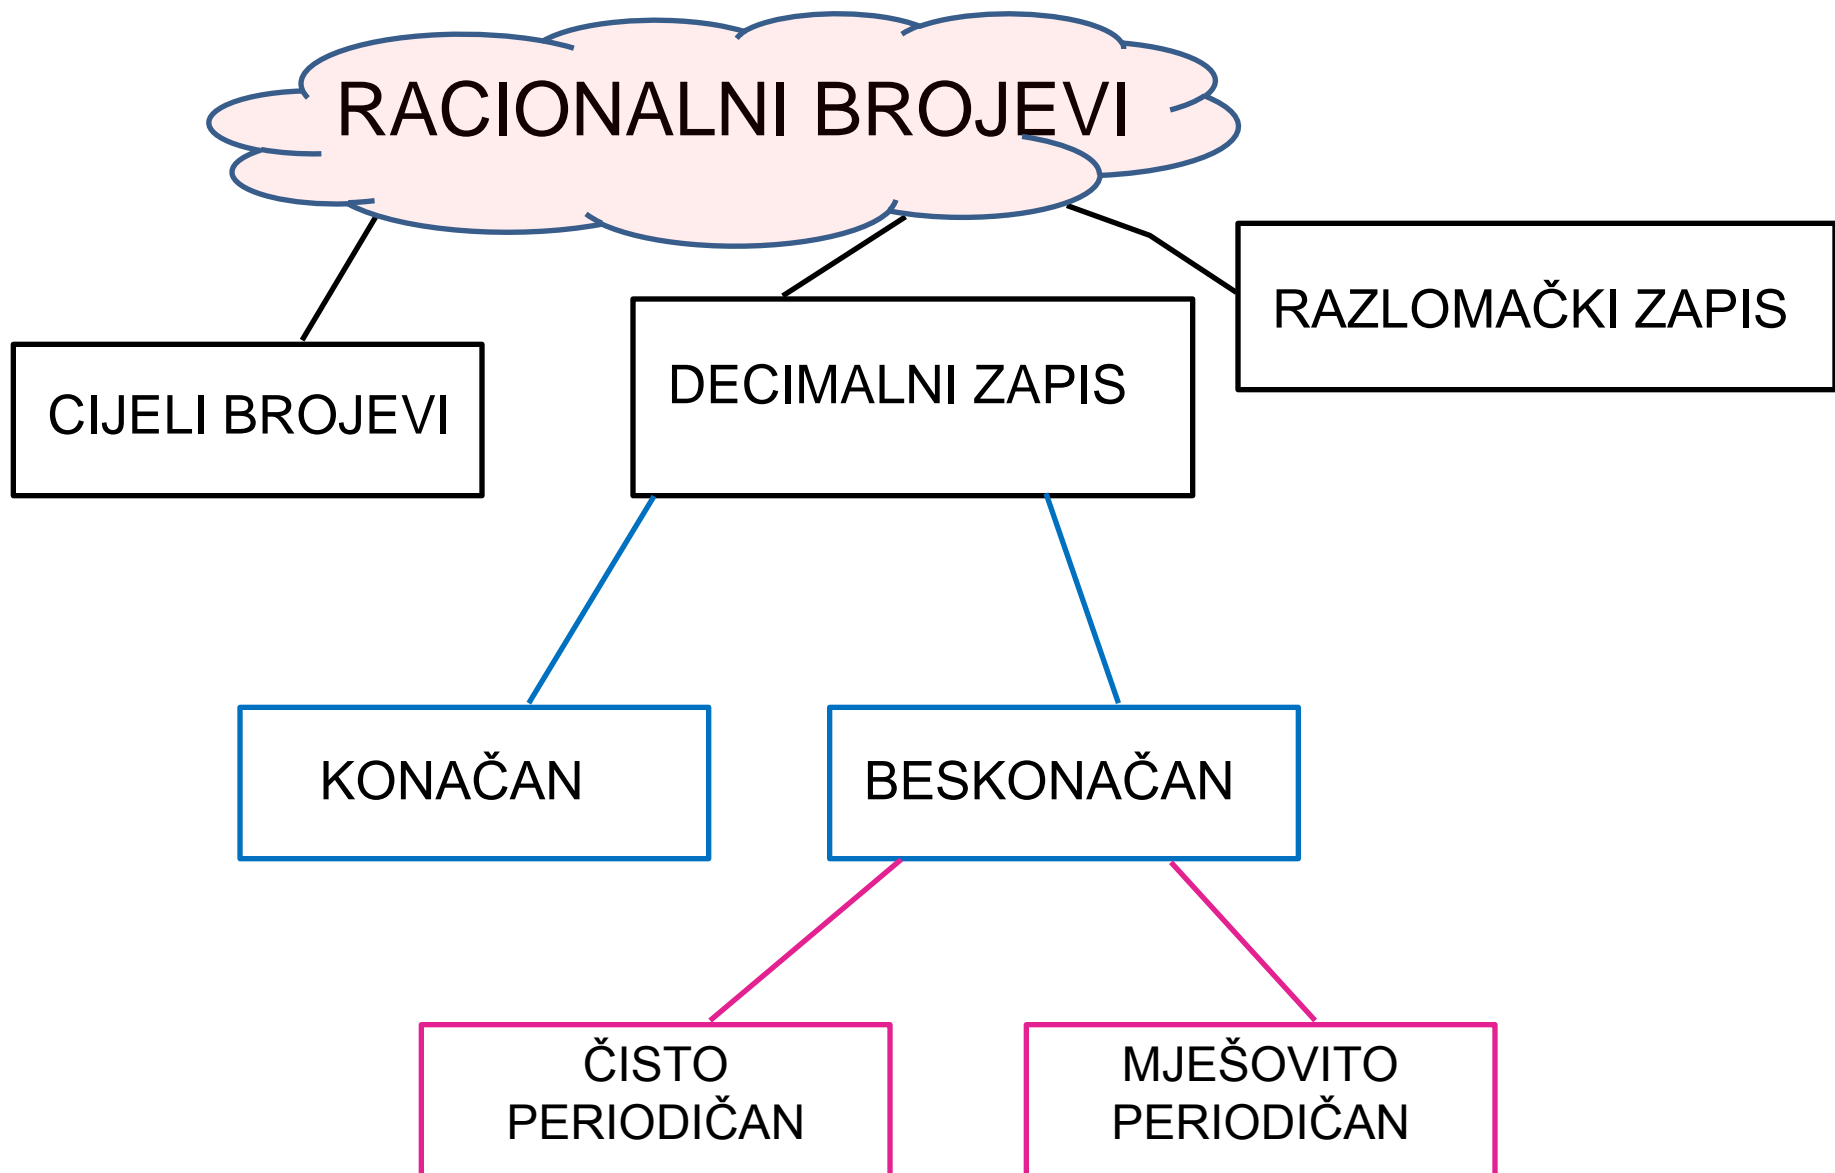 RACIONALNI BROJEVI
RAZLOMAČKI ZAPIS
DECIMALNI ZAPIS
CIJELI BROJEVI
KONAČAN
BESKONAČAN
ČISTO
PERIODIČAN
MJEŠOVITO
PERIODIČAN